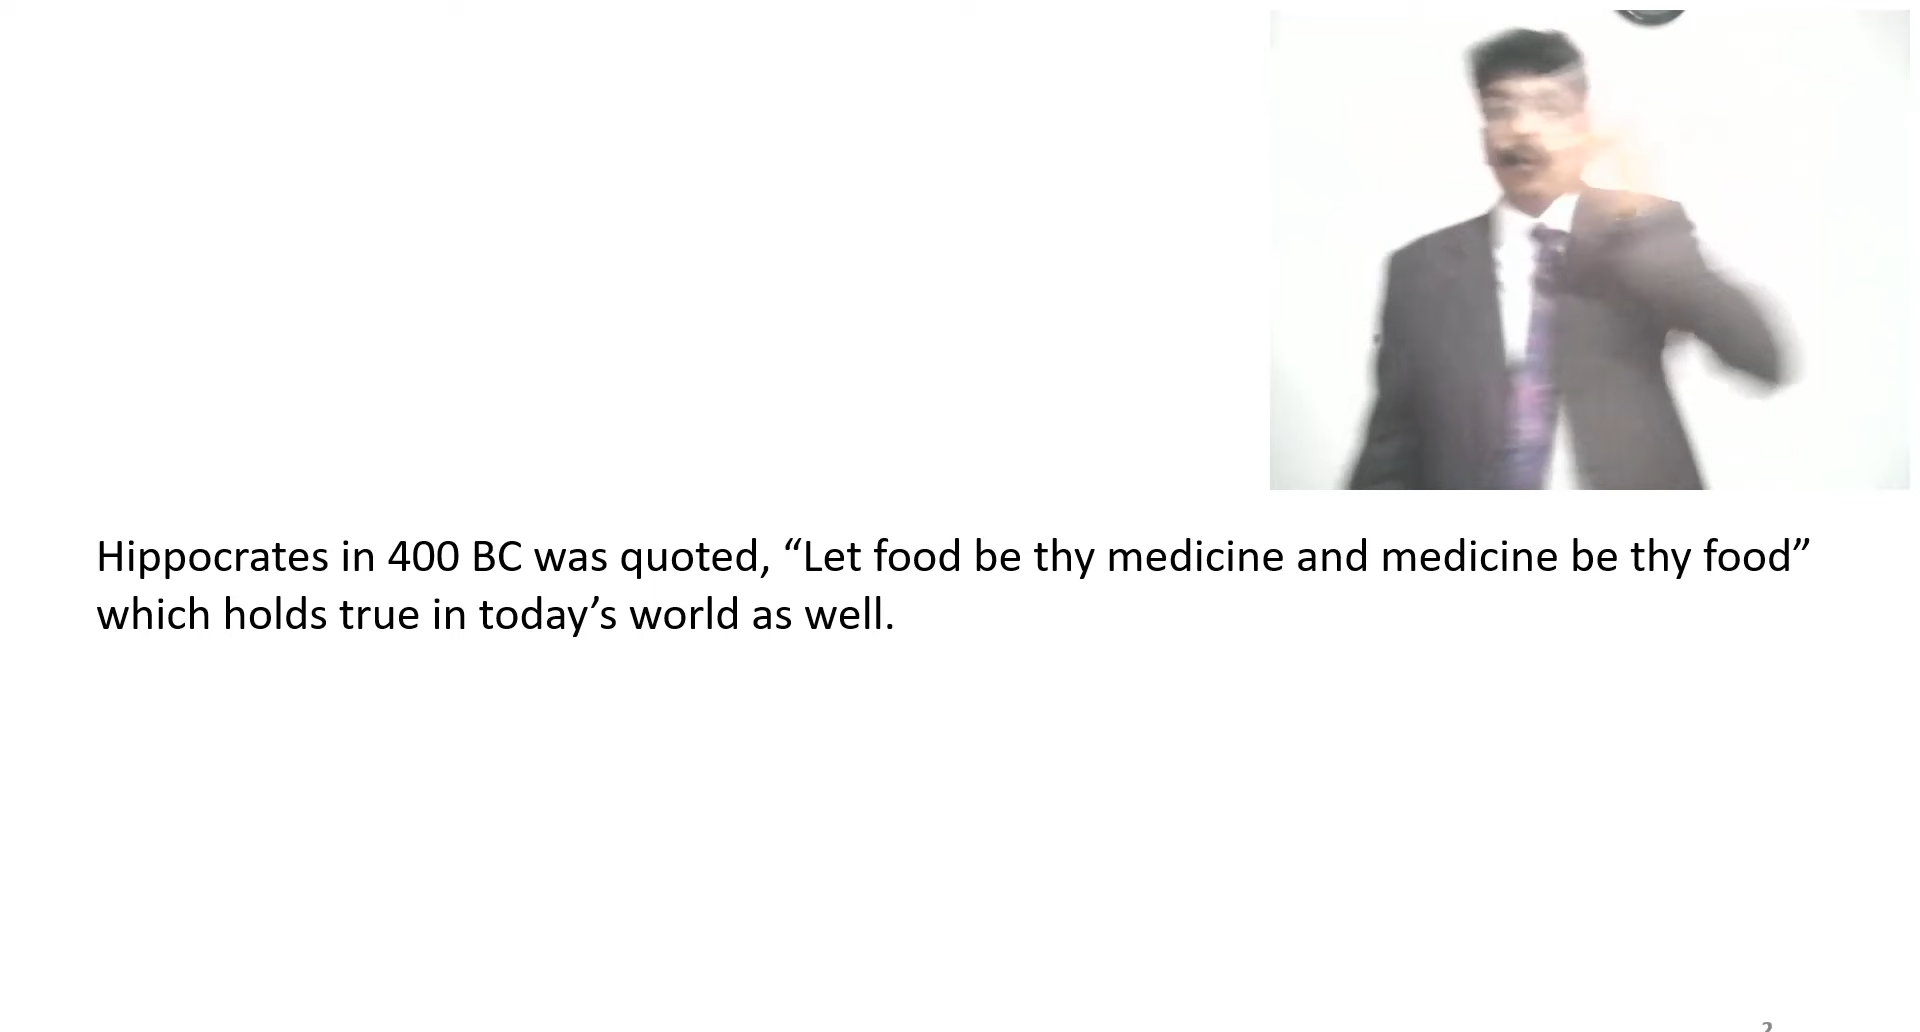 Hippocrates in 400 BC was quoted, “Let food be thy medicine and medicine be thy food”
which holds true in today’s world as well.
2